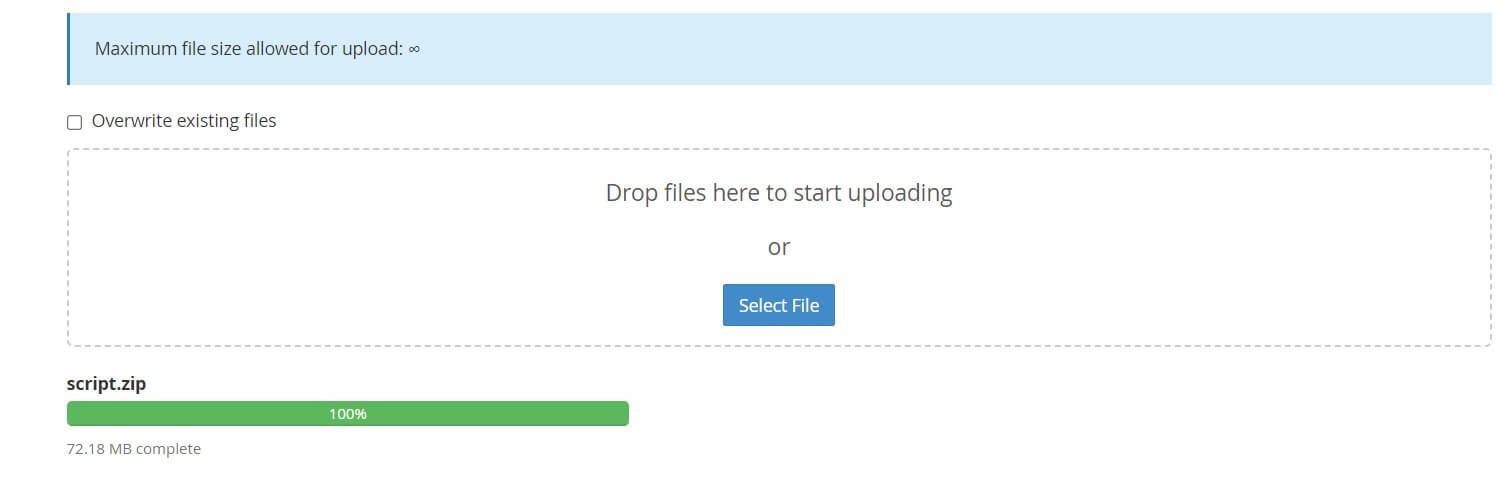 Maximum file size allowed for upload: ∞
Overwrite existing files
Drop files here to start uploading
or
Select File
script.zip
100%
72.18 MB complete